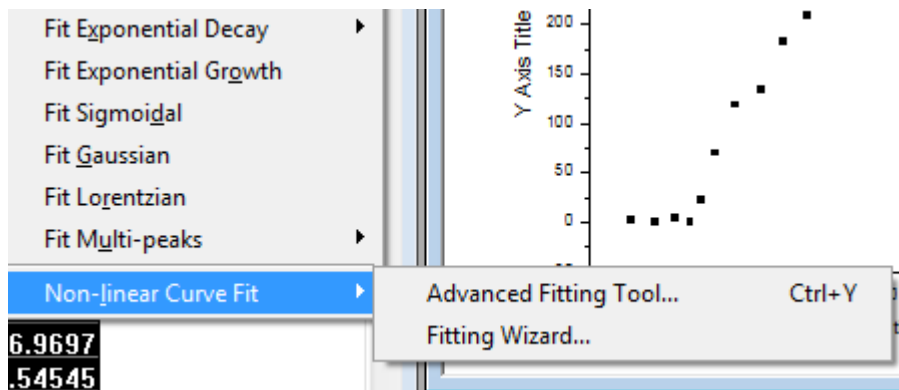 Fit Exponential Decay
Fit Exponential Growth
Fit Sigmoidal
Fit Gaussian
Fit Lorentzian
Fit Multi-peaks
Non-linear Curve Fit
Advanced Fitting Tool... Ctrl+Y
Fitting Wizard...
6.9697
.54545
Y Axis Title
200
150
100
50
0